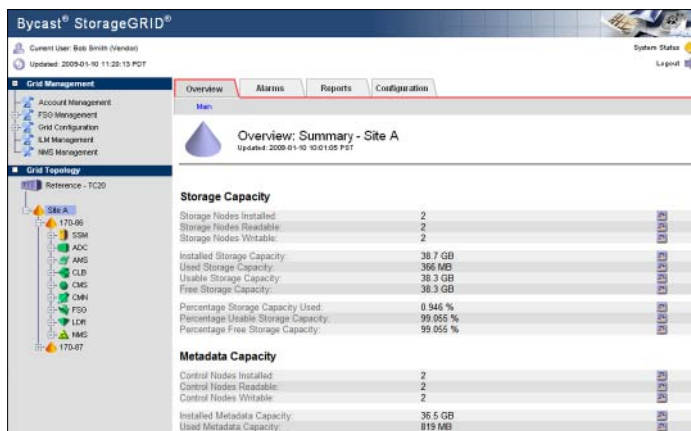 Bycast® StorageGRID®
Current User: Bob Smith (Vendor)
System Status
Updated: 2009-01-10 11:20:13 PDT
Logout
Grid Management
Account Management
FSG Management
Grid Configuration
ILM Management
NMS Management
Grid Topology
Reference - TC20
Site A
170-86
SSM
ADC
AMS
CLB
CMS
CMN
FSG
LDR
NMS
170-87
Overview Alarms Reports Configuration
Main
Overview: Summary - Site A
Updated: 2009-01-10 10:01:05 PST
Storage Capacity
Storage Nodes Installed: 2
Storage Nodes Readable: 2
Storage Nodes Writable: 2
Installed Storage Capacity: 38.7 GB
Used Storage Capacity: 366 MB
Usable Storage Capacity: 38.3 GB
Free Storage Capacity: 38.3 GB
Percentage Storage Capacity Used: 0.946 %
Percentage Usable Storage Capacity: 99.055 %
Percentage Free Storage Capacity: 99.055 %
Metadata Capacity
Control Nodes Installed: 2
Control Nodes Readable: 2
Control Nodes Writable: 2
Installed Metadata Capacity: 36.5 GB
Used Metadata Capacity: 819 MB